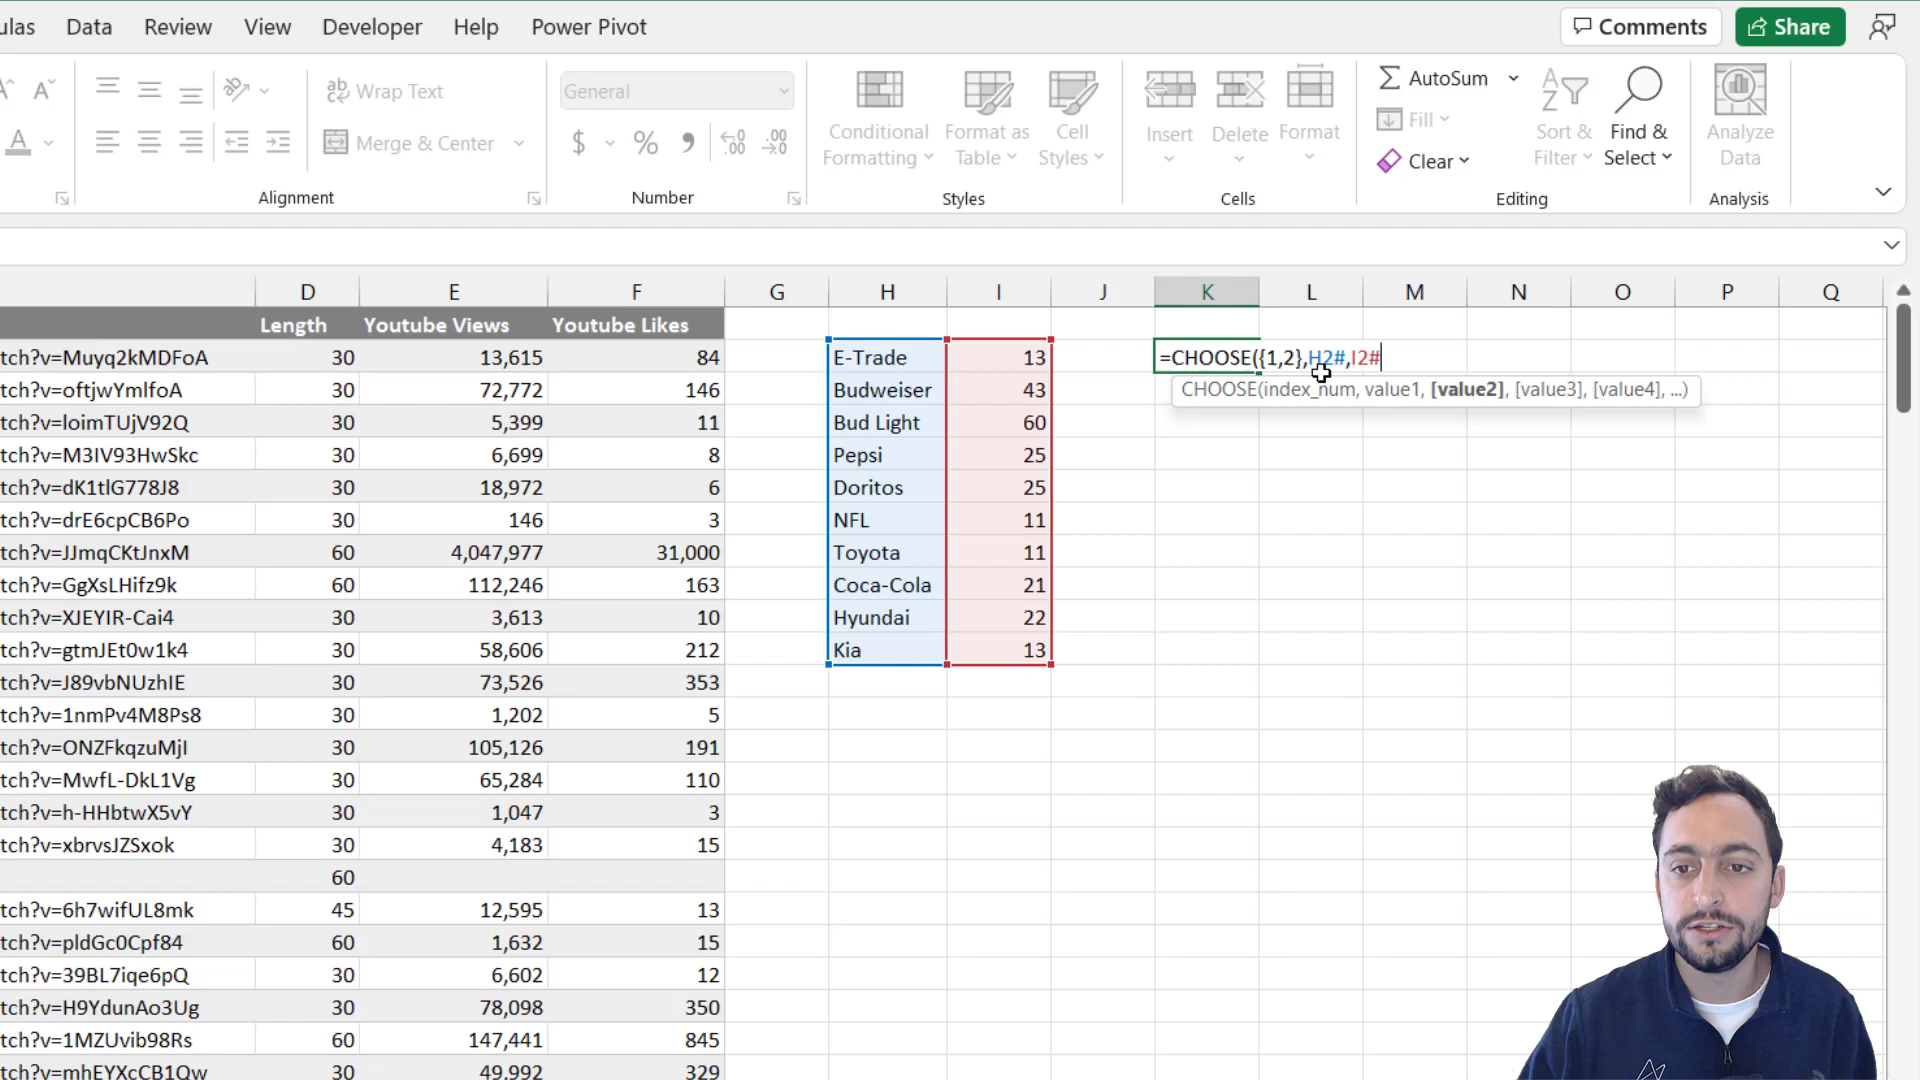 ulas Data Review View Developer Help Power Pivot Comments Share
Wrap Text General AutoSum
Conditional Formatting Format as Table Cell Styles Insert Delete Format Fill Sort & Filter Find & Select Analyze Data
Merge & Center $ % Clear
Alignment Number Styles Cells Editing Analysis
D E F G H I J K L M N O P Q
Length Youtube Views Youtube Likes
tch?v=Muyq2kMDFoA 30 13,615 84 E-Trade 13 =CHOOSE({1,2},H2#,I2#
tch?v=oftjwYmlfoA 30 72,772 146 Budweiser 43 CHOOSE(index_num, value1, [value2], [value3], [value4], ...)
tch?v=loimTUjV92Q 30 5,399 11 Bud Light 60
tch?v=M3IV93HwSkc 30 6,699 8 Pepsi 25
tch?v=dK1tlG778J8 30 18,972 6 Doritos 25
tch?v=drE6cpCB6Po 30 146 3 NFL 11
tch?v=JJmqCKtJnxM 60 4,047,977 31,000 Toyota 11
tch?v=GgXsLHifz9k 60 112,246 163 Coca-Cola 21
tch?v=XJEYIR-Cai4 30 3,613 10 Hyundai 22
tch?v=gtmJEt0w1k4 30 58,606 212 Kia 13
tch?v=J89vbNUzhIE 30 73,526 353
tch?v=1nmPv4M8Ps8 30 1,202 5
tch?v=ONZFkqzuMjI 30 105,126 191
tch?v=MwfL-DkL1Vg 30 65,284 110
tch?v=h-HHbtwX5vY 30 1,047 3
tch?v=xbrvsJZSxok 30 4,183 15
60
tch?v=6h7wifUL8mk 45 12,595 13
tch?v=pldGc0Cpf84 60 1,632 15
tch?v=39BL7iqe6pQ 30 6,602 12
tch?v=H9YdunAo3Ug 30 78,098 350
tch?v=1MZUvib98Rs 60 147,441 845
tch?v=mhEYXcCB1Qw 30 49,992 329